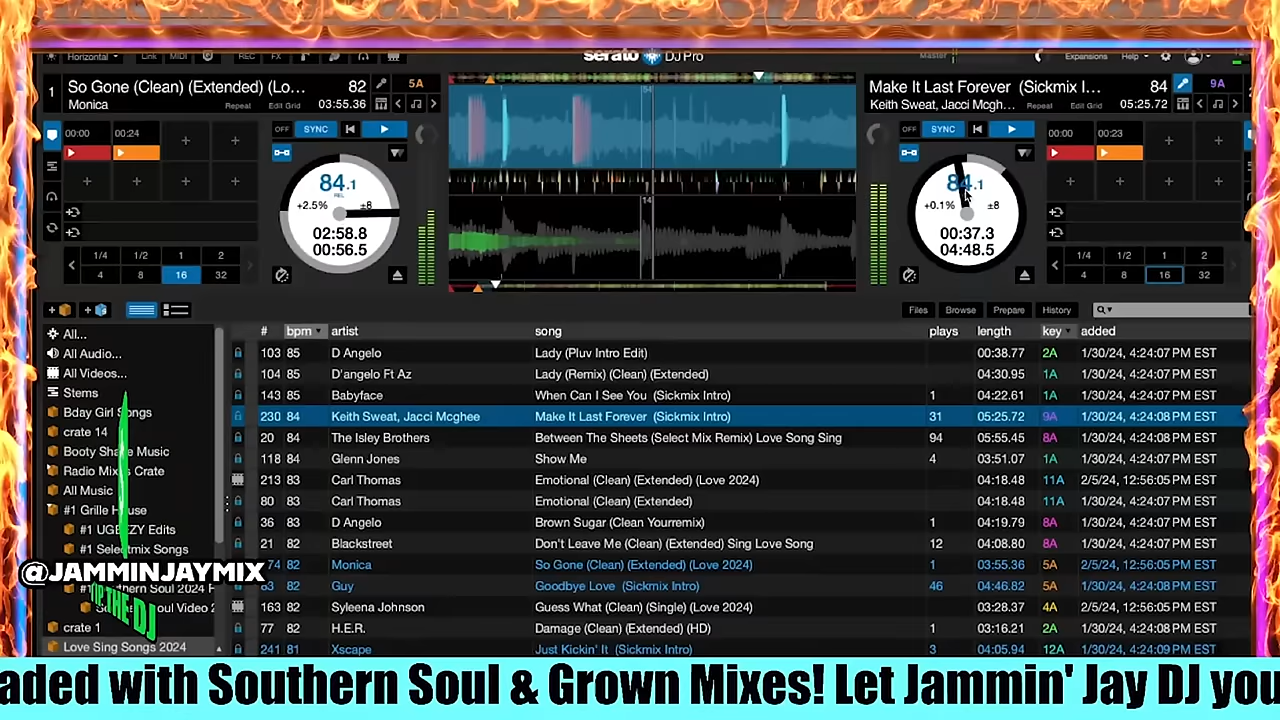 Horizontal Link MIDI REC FX serato DJ Pro Master Expansions Help
1 So Gone (Clean) (Extended) (Lo... 82 5A
Monica Repeat Edit Grid 03:55.36
Make It Last Forever (Sickmix I... 84 9A
Keith Sweat, Jacci Mcgh... Repeat Edit Grid 05:25.72
00:00 00:24
OFF SYNC
84.1
REL
+2.5% ±8
02:58.8
00:56.5
1/4 1/2 1 2
4 8 16 32
14
OFF SYNC
84.1
+0.1% ±8
00:37.3
04:48.5
00:00 00:23
1/4 1/2 1 2
4 8 16 32
Files Browse Prepare History
# bpm artist song plays length key added
103 85 D Angelo Lady (Pluv Intro Edit) 00:38.77 2A 1/30/24, 4:24:07 PM EST
104 85 D'angelo Ft Az Lady (Remix) (Clean) (Extended) 04:30.95 1A 1/30/24, 4:24:07 PM EST
143 85 Babyface When Can I See You (Sickmix Intro) 1 04:22.61 1A 1/30/24, 4:24:07 PM EST
230 84 Keith Sweat, Jacci Mcghee Make It Last Forever (Sickmix Intro) 31 05:25.72 9A 1/30/24, 4:24:08 PM EST
20 84 The Isley Brothers Between The Sheets (Select Mix Remix) Love Song Sing 94 05:55.45 8A 1/30/24, 4:24:08 PM EST
118 84 Glenn Jones Show Me 4 03:51.07 1A 1/30/24, 4:24:08 PM EST
213 83 Carl Thomas Emotional (Clean) (Extended) (Love 2024) 04:18.48 11A 2/5/24, 12:56:05 PM EST
80 83 Carl Thomas Emotional (Clean) (Extended) 04:18.48 11A 1/30/24, 4:24:08 PM EST
36 83 D Angelo Brown Sugar (Clean Yourremix) 1 04:19.79 8A 1/30/24, 4:24:08 PM EST
21 82 Blackstreet Don't Leave Me (Clean) (Extended) Sing Love Song 12 04:08.80 8A 1/30/24, 4:24:08 PM EST
74 82 Monica So Gone (Clean) (Extended) (Love 2024) 1 03:55.36 5A 2/5/24, 12:56:05 PM EST
63 82 Guy Goodbye Love (Sickmix Intro) 46 04:46.82 5A 1/30/24, 4:24:08 PM EST
163 82 Syleena Johnson Guess What (Clean) (Single) (Love 2024) 03:28.37 4A 2/5/24, 12:56:05 PM EST
77 82 H.E.R. Damage (Clean) (Extended) (HD) 1 03:16.21 2A 1/30/24, 4:24:08 PM EST
241 81 Xscape Just Kickin' It (Sickmix Intro) 3 04:05.94 12A 1/30/24, 4:24:09 PM EST
All...
All Audio...
All Videos...
Stems
Bday Girl Songs
crate 14
Booty Shake Music
Radio Mixes Crate
All Music
#1 Grille House
#1 UGEEZY Edits
#1 Selectmix Songs
@JAMMINJAYMIX
Southern Soul 2024
TIP THE DJ
Soul Video 2
crate 1
Love Sing Songs 2024
aded with Southern Soul & Grown Mixes! Let Jammin' Jay DJ you